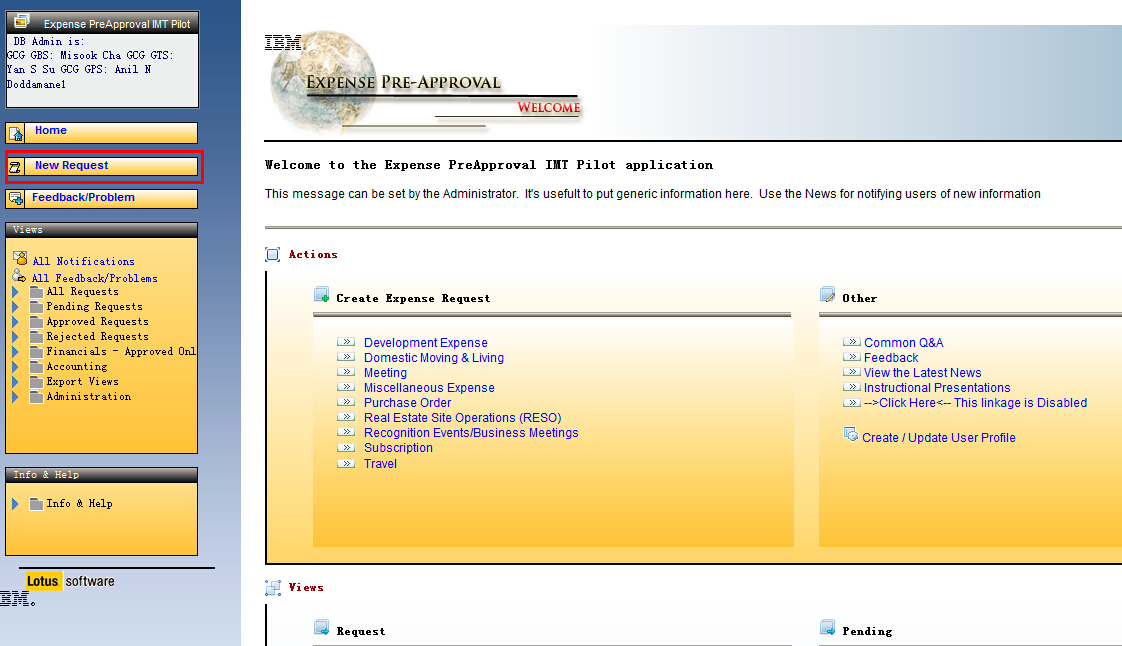 Expense PreApproval IMT Pilot
DB Admin is:
GCG GBS: Misook Cha GCG GTS:
Yan S Su GCG GPS: Anil N
Doddamane1
Home
New Request
Feedback/Problem
Views
All Notifications
All Feedback/Problems
All Requests
Pending Requests
Approved Requests
Rejected Requests
Financials - Approved Onl
Accounting
Export Views
Administration
Info & Help
Info & Help
Lotus software
IBM.
IBM.
EXPENSE PRE-APPROVAL
WELCOME
Welcome to the Expense PreApproval IMT Pilot application
This message can be set by the Administrator.  It's usefult to put generic information here.  Use the News for notifying users of new information
Actions
Create Expense Request
Development Expense
Domestic Moving & Living
Meeting
Miscellaneous Expense
Purchase Order
Real Estate Site Operations (RESO)
Recognition Events/Business Meetings
Subscription
Travel
Other
Common Q&A
Feedback
View the Latest News
Instructional Presentations
-->Click Here<-- This linkage is Disabled
Create / Update User Profile
Views
Request
Pending